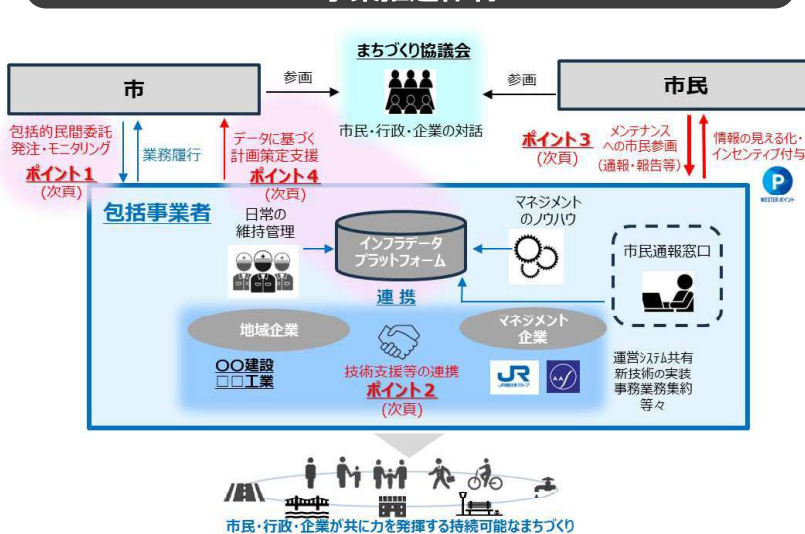 まちづくり協議会
市
参画
参画
市民
市民・行政・企業の対話
包括的民間委託
発注・モニタリング
ポイント1
(次頁)
業務履行
データに基づく
計画策定支援
ポイント4
(次頁)
ポイント3
(次頁)
メンテナンス
への市民参画
(通報・報告等)
情報の見える化・
インセンティブ付与
P
WESTER ポイント
包括事業者
日常の
維持管理
インフラデータ
プラットフォーム
マネジメント
のノウハウ
市民通報窓口
連 携
地域企業
マネジメント
企業
〇〇建設
□□工業
技術支援等の連携
ポイント2
(次頁)
JR
JR西日本グループ
運営システム共有
新技術の実装
事務業務集約
等々
市民・行政・企業が共に力を発揮する持続可能なまちづくり